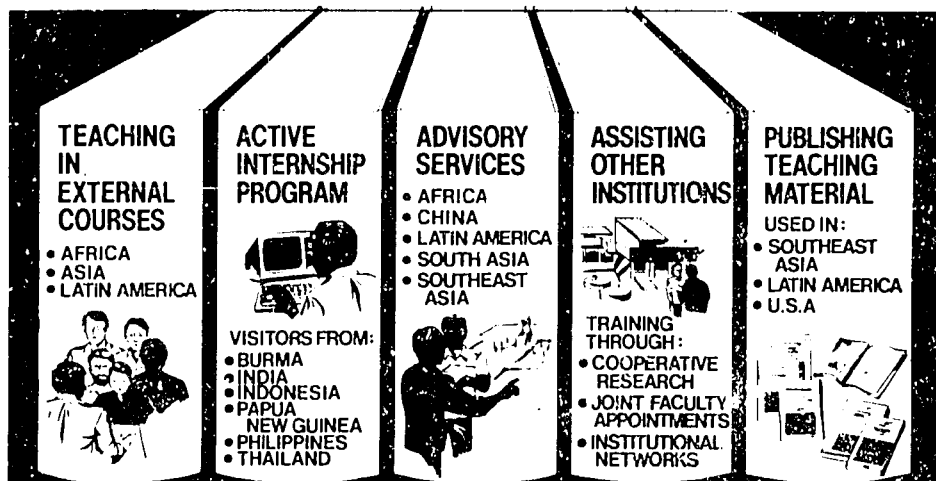 TEACHING
IN
EXTERNAL
COURSES
• AFRICA
• ASIA
• LATIN AMERICA
ACTIVE
INTERNSHIP
PROGRAM
VISITORS FROM:
• BURMA
• INDIA
• INDONESIA
• PAPUA
NEW GUINEA
• PHILIPPINES
• THAILAND
ADVISORY
SERVICES
• AFRICA
• CHINA
• LATIN AMERICA
• SOUTH ASIA
• SOUTHEAST
ASIA
ASSISTING
OTHER
INSTITUTIONS
TRAINING
THROUGH:
• COOPERATIVE
RESEARCH
• JOINT FACULTY
APPOINTMENTS
• INSTITUTIONAL
NETWORKS
PUBLISHING
TEACHING
MATERIAL
USED IN:
• SOUTHEAST
ASIA
• LATIN AMERICA
• U.S.A